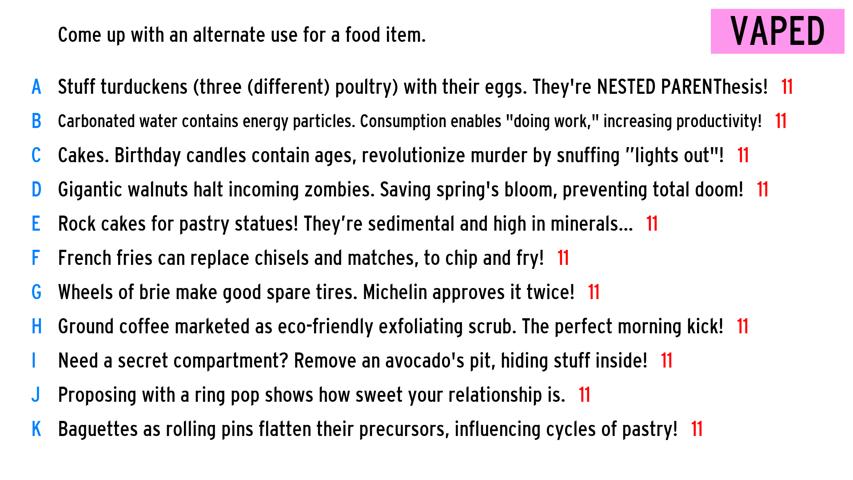 Come up with an alternate use for a food item.
VAPED
A Stuff turduckens (three (different) poultry) with their eggs. They're NESTED PARENThesis! 11
B Carbonated water contains energy particles. Consumption enables "doing work," increasing productivity! 11
C Cakes. Birthday candles contain ages, revolutionize murder by snuffing ″lights out"! 11
D Gigantic walnuts halt incoming zombies. Saving spring's bloom, preventing total doom! 11
E Rock cakes for pastry statues! They’re sedimental and high in minerals... 11
F French fries can replace chisels and matches, to chip and fry! 11
G Wheels of brie make good spare tires. Michelin approves it twice! 11
H Ground coffee marketed as eco-friendly exfoliating scrub. The perfect morning kick! 11
I Need a secret compartment? Remove an avocado's pit, hiding stuff inside! 11
J Proposing with a ring pop shows how sweet your relationship is. 11
K Baguettes as rolling pins flatten their precursors, influencing cycles of pastry! 11